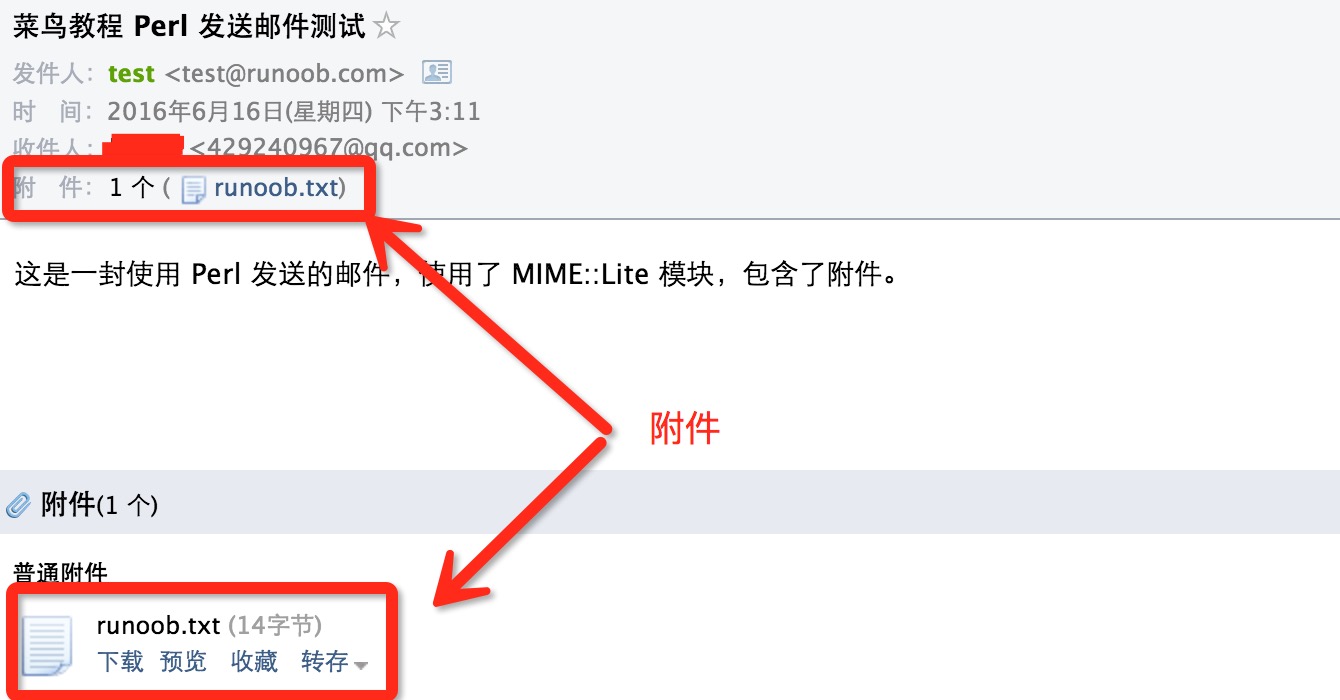 菜鸟教程 Perl 发送邮件测试
发件人: test <test@runoob.com>
时 间: 2016年6月16日(星期四) 下午3:11
收件人: <429240967@qq.com>
附 件: 1 个 ( runoob.txt)
这是一封使用 Perl 发送的邮件，使用了 MIME::Lite 模块，包含了附件。
附件
附件(1 个)
普通附件
runoob.txt (14字节)
下载 预览 收藏 转存